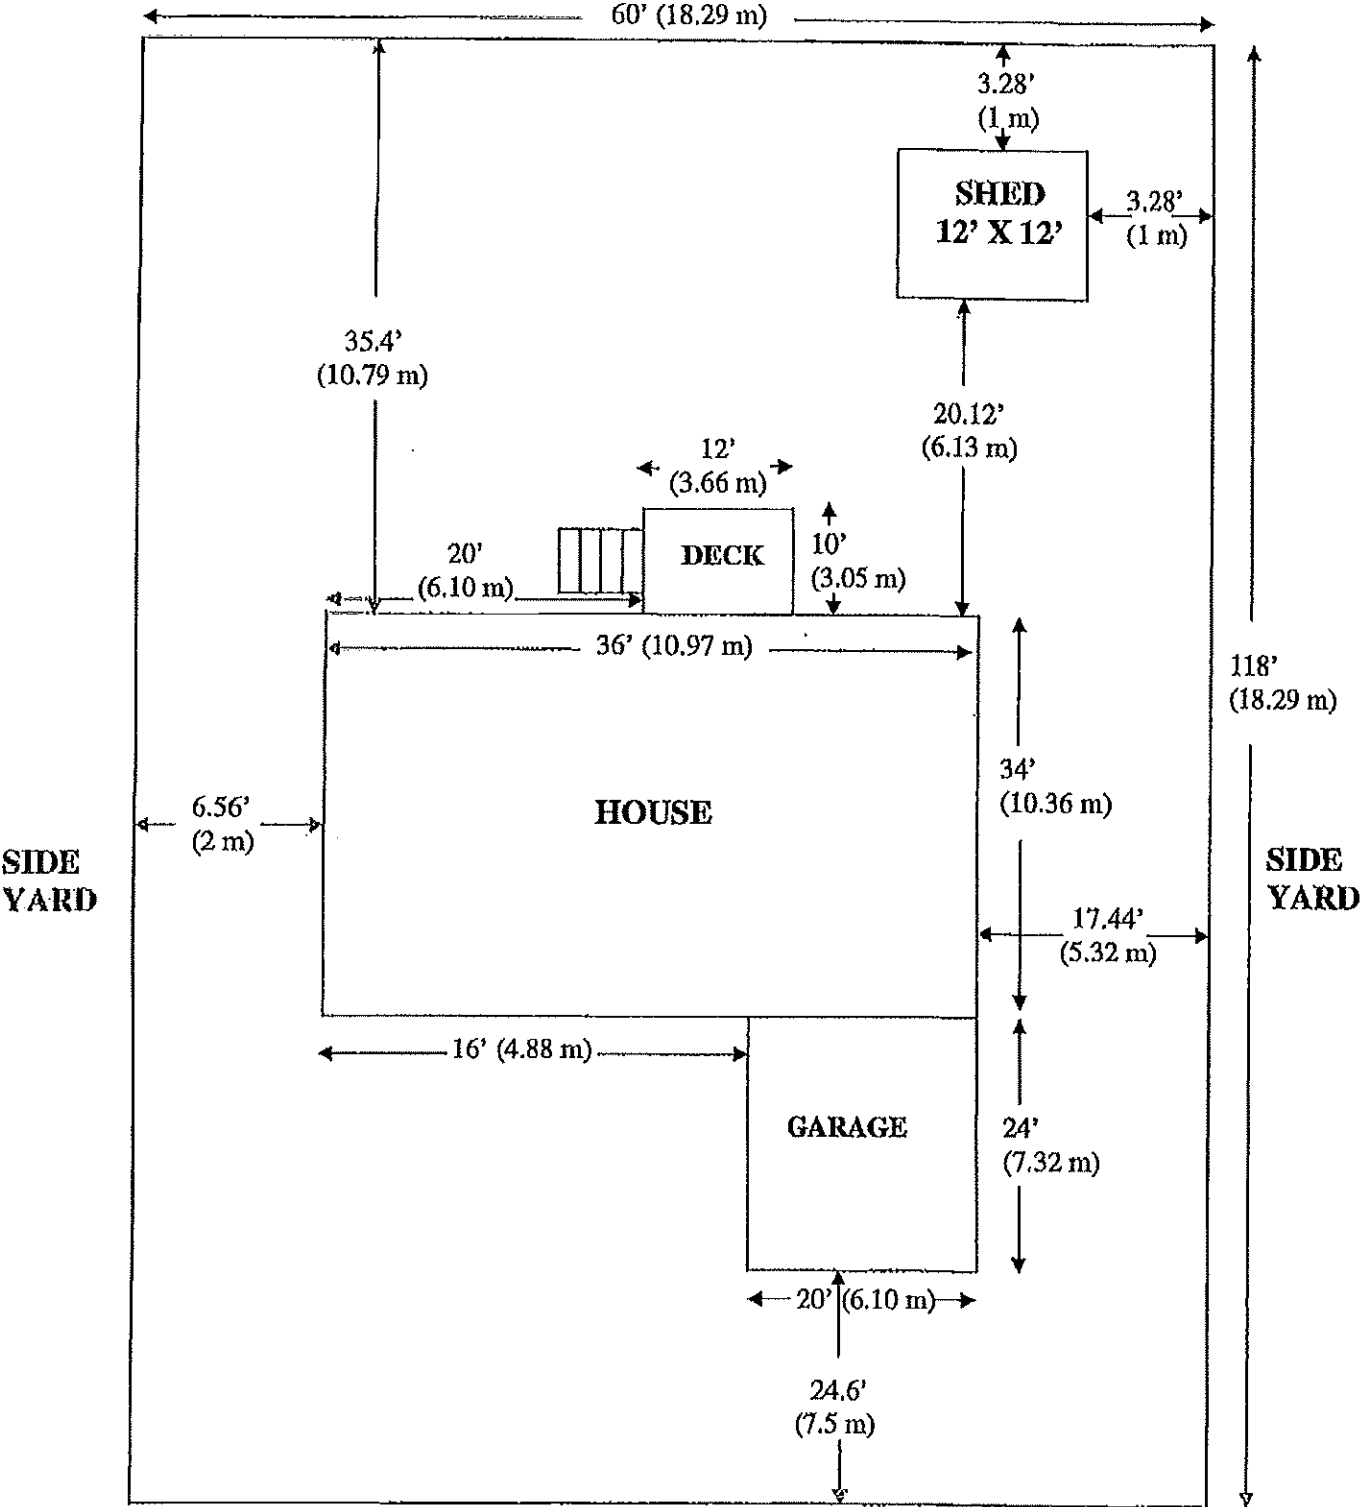 60' (18.29 m)
3.28'
(1 m)
SHED
12' X 12'
3.28'
(1 m)
35.4'
(10.79 m)
20.12'
(6.13 m)
12'
(3.66 m)
DECK
10'
(3.05 m)
20'
(6.10 m)
36' (10.97 m)
118'
(18.29 m)
34'
(10.36 m)
6.56'
(2 m)
HOUSE
SIDE
YARD
SIDE
YARD
17.44'
(5.32 m)
16' (4.88 m)
GARAGE
24'
(7.32 m)
20' (6.10 m)
24.6'
(7.5 m)